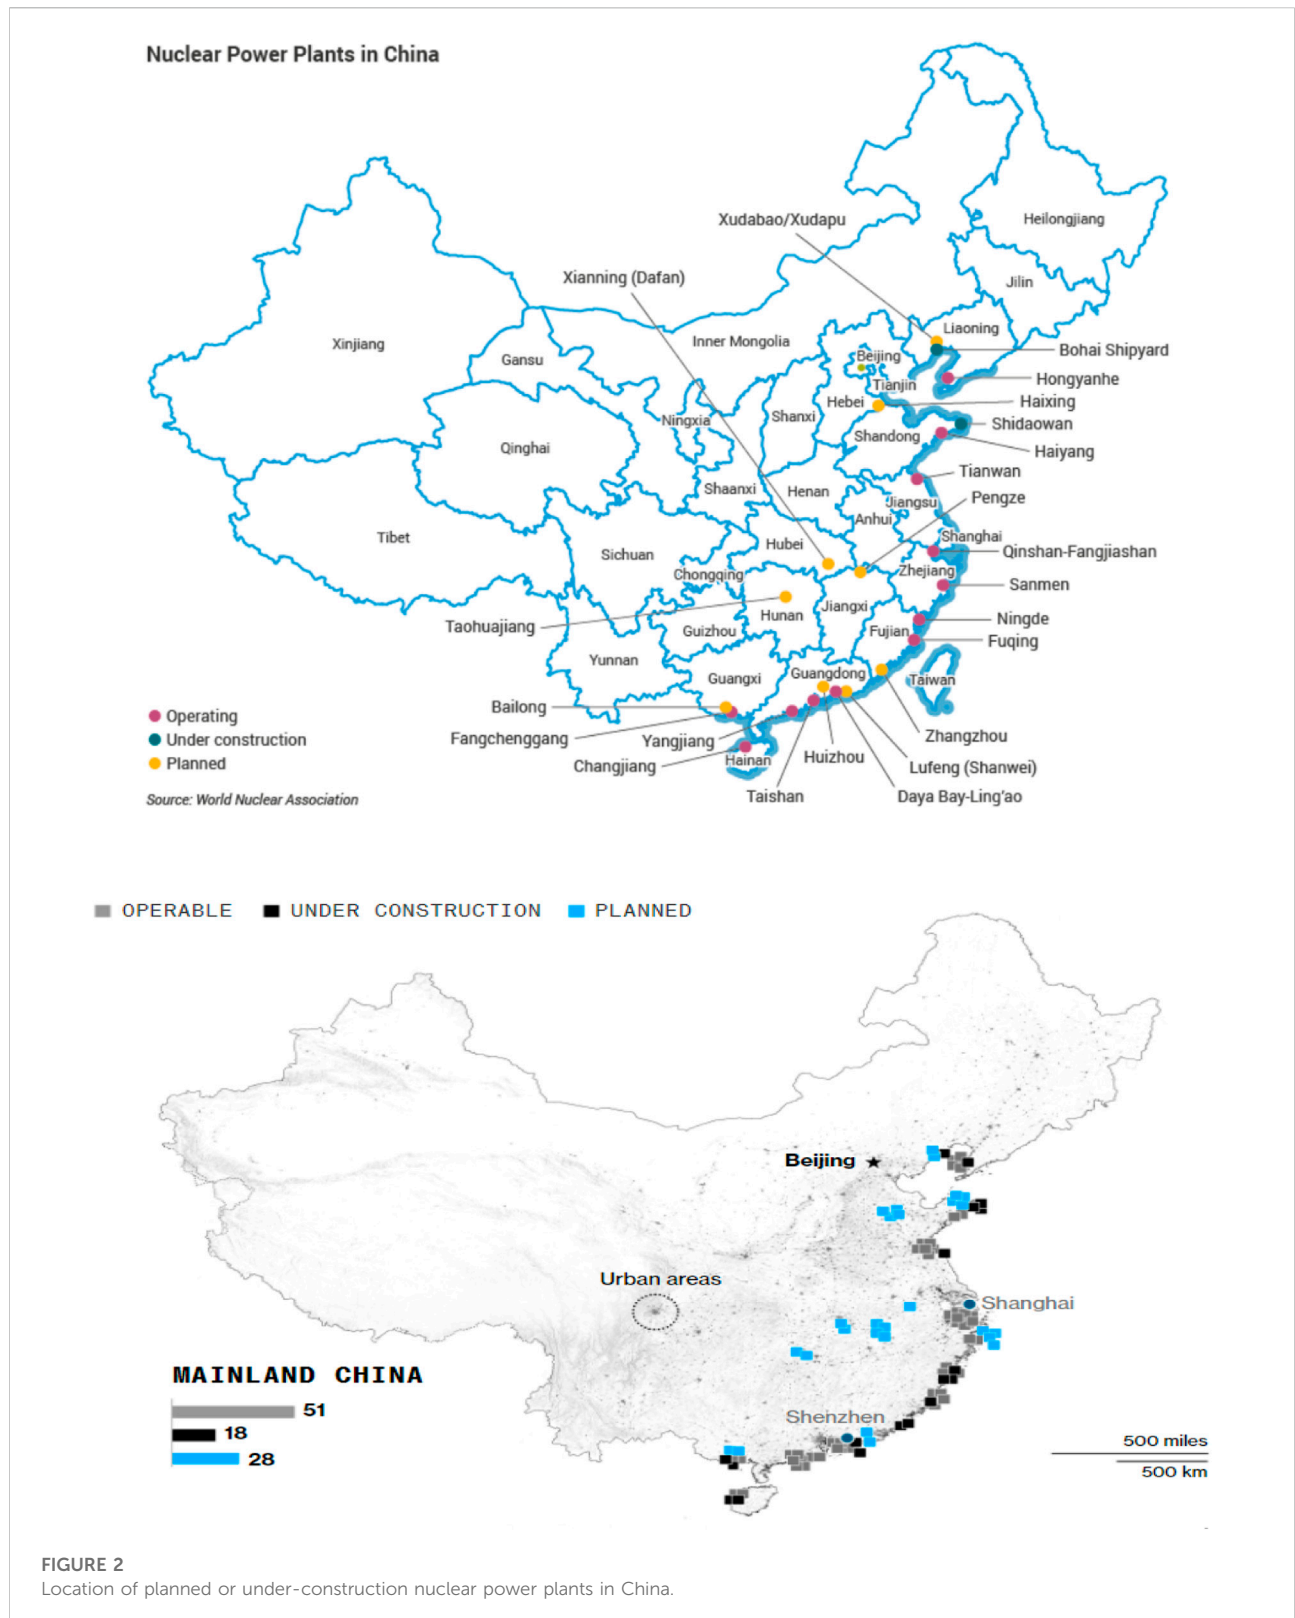 Nuclear Power Plants in China
Heilongjiang
Xudabao/Xudapu
Xianning (Dafan)
Jilin
Liaoning
Xinjiang
Inner Mongolia
Bohai Shipyard
Gansu
Beijing
Hongyanhe
Tianjin
Hebei
Haixing
Shanxi
Ningxia
Shidaowan
Shandong
Qinghai
Haiyang
Tianwan
Shaanxi
Henan
Pengze
Jiangsu
Anhui
Tibet
Shanghai
Hubei
Sichuan
Qinshan-Fangjiashan
Chongqing
Zhejiang
Sanmen
Jiangxi
Hunan
Taohuajiang
Ningde
Guizhou
Fujian
Fuqing
Yunnan
Guangdong
Guangxi
Taiwan
Bailong
Operating
Fangchenggang
Yangjiang
Zhangzhou
Under construction
Huizhou
Hainan
Planned
Changjiang
Lufeng (Shanwei)
Source: World Nuclear Association
Taishan
Daya Bay-Ling'ao
OPERABLE UNDER CONSTRUCTION PLANNED
Beijing
Urban areas
Shanghai
MAINLAND CHINA
51
18
28
Shenzhen
500 miles
500 km
FIGURE 2
Location of planned or under-construction nuclear power plants in China.